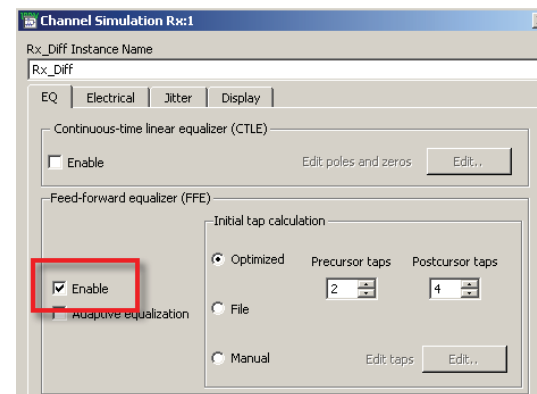 Channel Simulation Rx:1
Rx_Diff Instance Name
Rx_Diff
EQ Electrical Jitter Display
Continuous-time linear equalizer (CTLE)
Enable Edit poles and zeros Edit..
Feed-forward equalizer (FFE)
Initial tap calculation
Optimized Precursor taps Postcursor taps
2 4
Enable
Adaptive equalization
File
Manual Edit taps Edit..